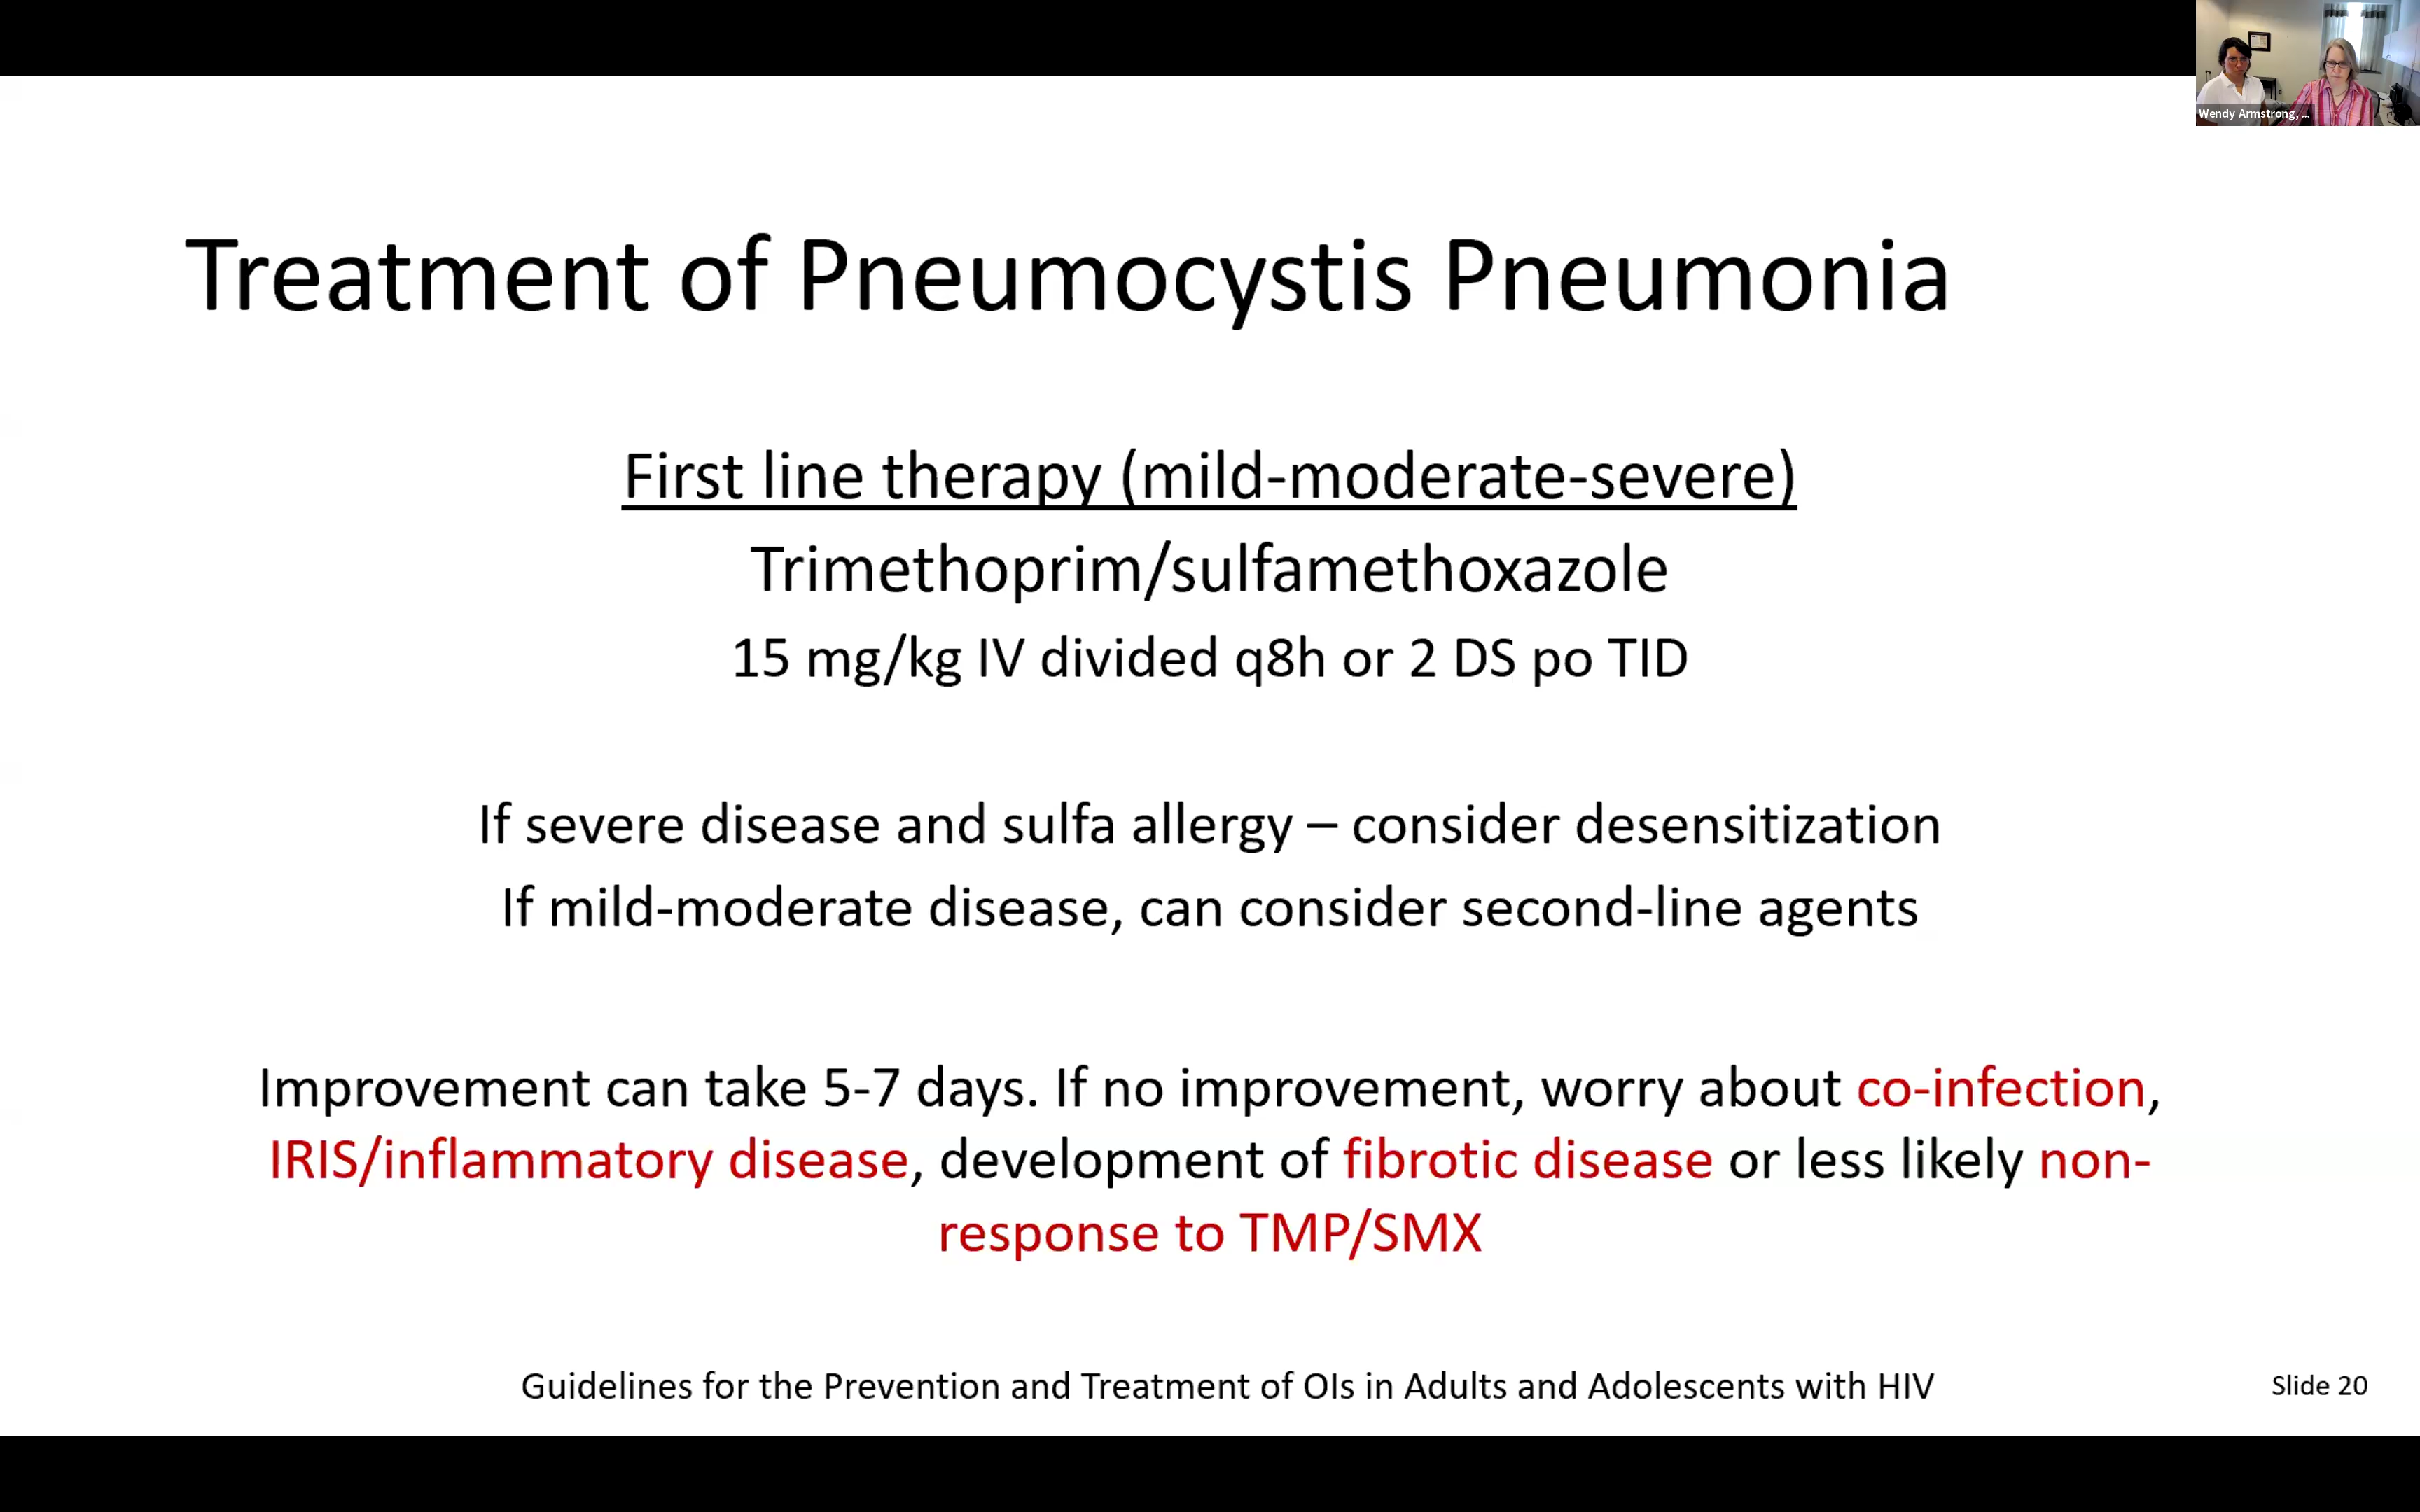 Wendy Armstrong, ...
Treatment of Pneumocystis Pneumonia
First line therapy (mild-moderate-severe)
Trimethoprim/sulfamethoxazole
15 mg/kg IV divided q8h or 2 DS po TID
If severe disease and sulfa allergy – consider desensitization
If mild-moderate disease, can consider second-line agents
Improvement can take 5-7 days. If no improvement, worry about co-infection,
IRIS/inflammatory disease, development of fibrotic disease or less likely non-
response to TMP/SMX
Guidelines for the Prevention and Treatment of OIs in Adults and Adolescents with HIV
Slide 20